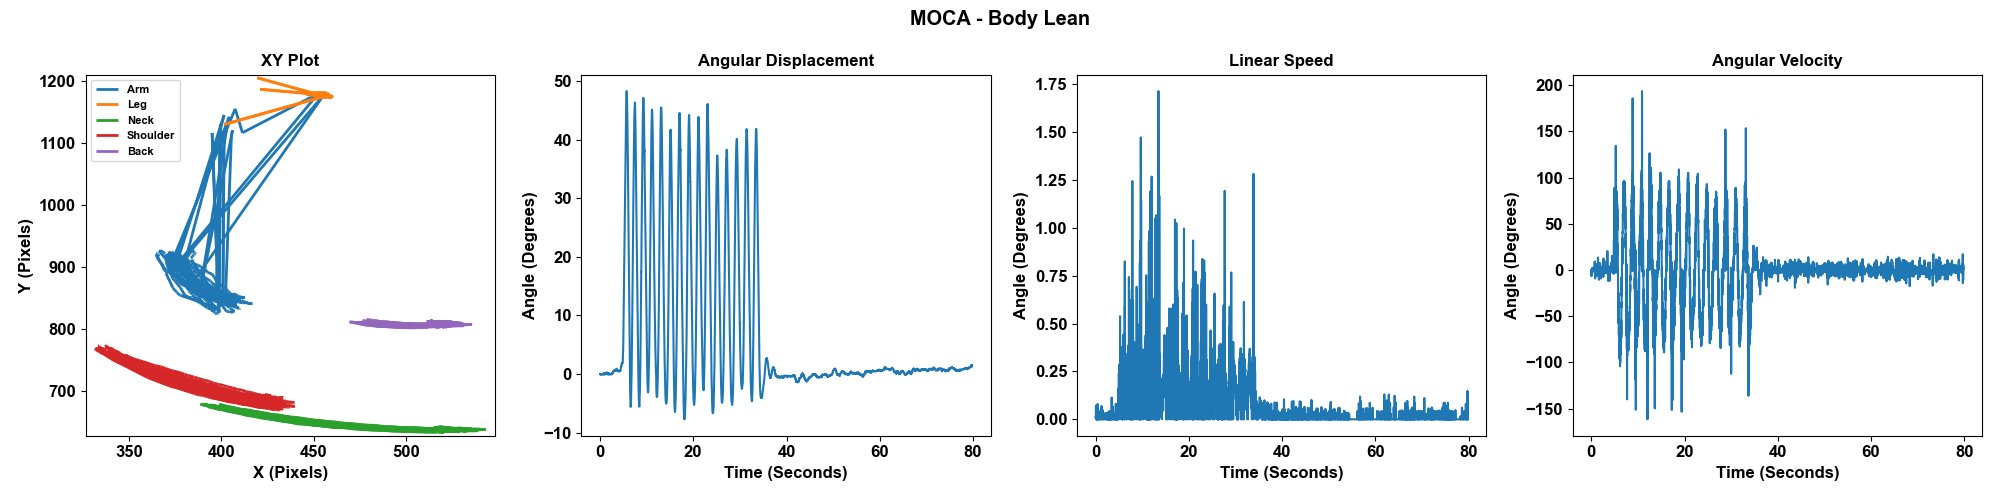 MOCA - Body Lean
XY Plot
Y (Pixels)
1200
1100
1000
900
800
700
Arm
Leg
Neck
Shoulder
Back
350 400 450 500
X (Pixels)
Angular Displacement
Angle (Degrees)
50
40
30
20
10
0
−10
0 20 40 60 80
Time (Seconds)
Linear Speed
Angle (Degrees)
1.75
1.50
1.25
1.00
0.75
0.50
0.25
0.00
0 20 40 60 80
Time (Seconds)
Angular Velocity
Angle (Degrees)
200
150
100
50
0
−50
−100
−150
0 20 40 60 80
Time (Seconds)